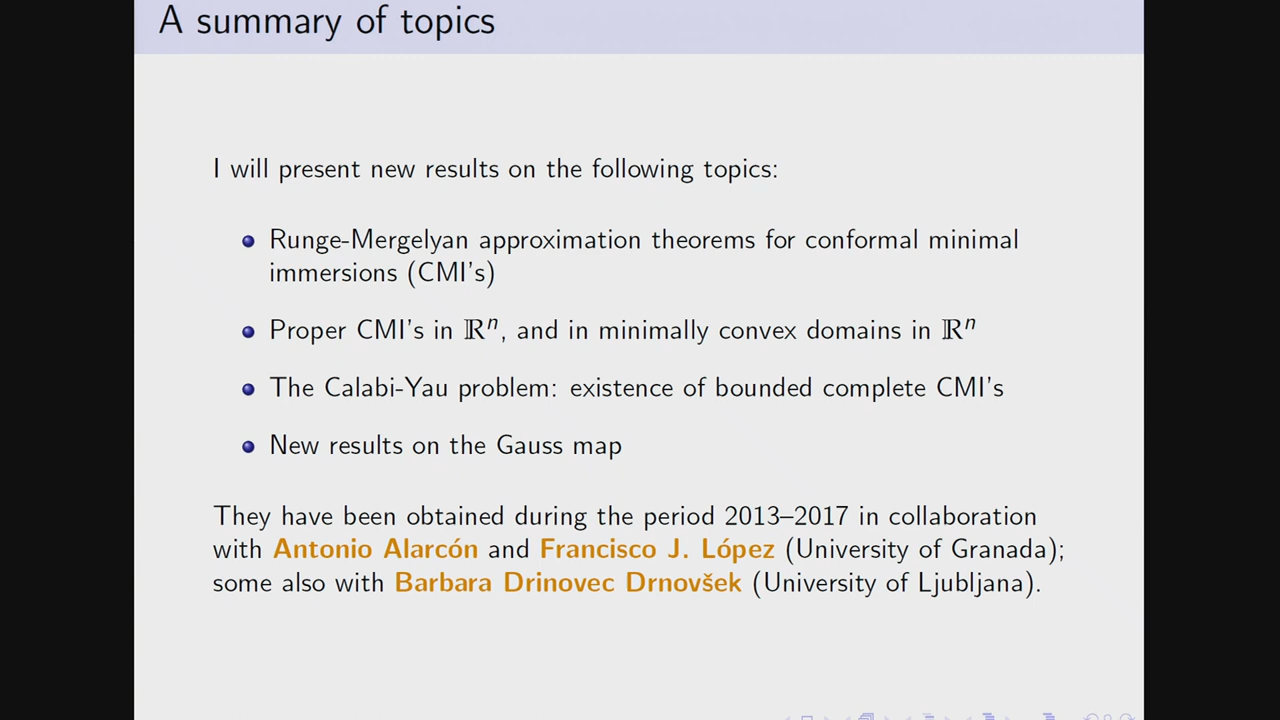 A summary of topics
I will present new results on the following topics:
Runge-Mergelyan approximation theorems for conformal minimal
immersions (CMI's)
Proper CMI's in ℝⁿ, and in minimally convex domains in ℝⁿ
The Calabi-Yau problem: existence of bounded complete CMI's
New results on the Gauss map
They have been obtained during the period 2013–2017 in collaboration
with Antonio Alarcón and Francisco J. López (University of Granada);
some also with Barbara Drinovec Drnovšek (University of Ljubljana).